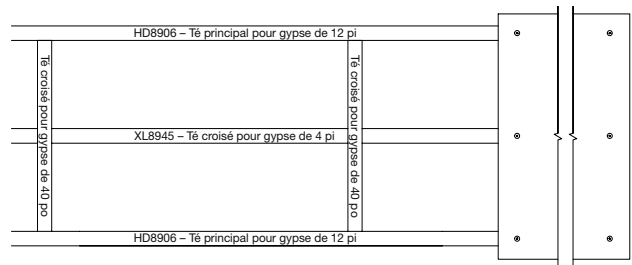 HD8906 – Té principal pour gypse de 12 pi
Té croisé pour gypse de 40 po
Té croisé pour gypse de 40 po
XL8945 – Té croisé pour gypse de 4 pi
HD8906 – Té principal pour gypse de 12 pi